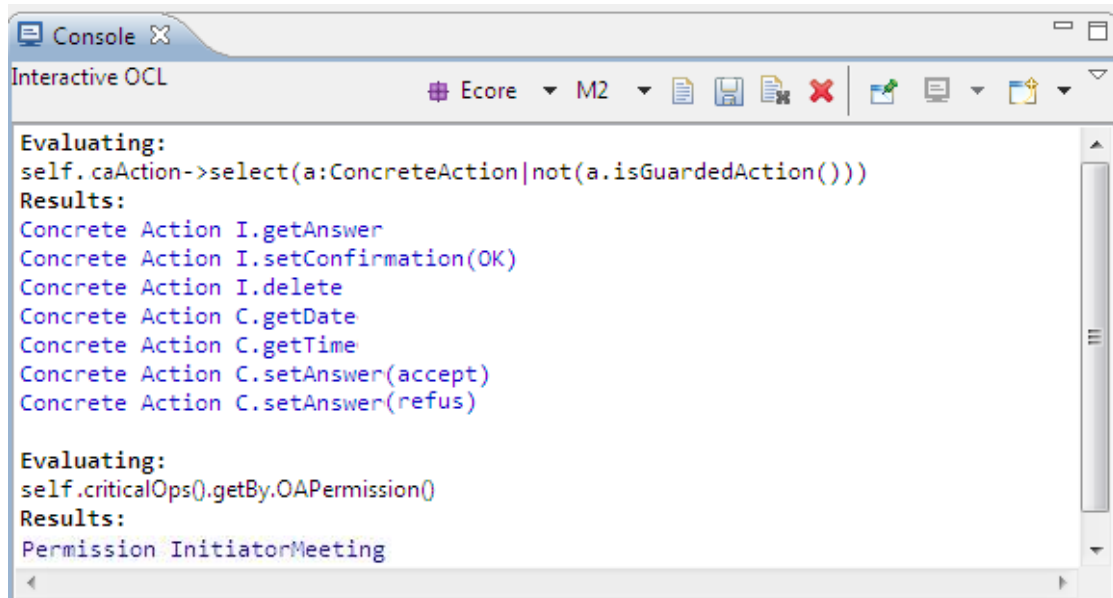 Console
Interactive OCL
Ecore M2
Evaluating:
self.caAction->select(a:ConcreteAction|not(a.isGuardedAction()))
Results:
Concrete Action I.getAnswer
Concrete Action I.setConfirmation(OK)
Concrete Action I.delete
Concrete Action C.getDate
Concrete Action C.getTime
Concrete Action C.setAnswer(accept)
Concrete Action C.setAnswer(refus)
Evaluating:
self.criticalOps().getBy.OAPermission()
Results:
Permission InitiatorMeeting